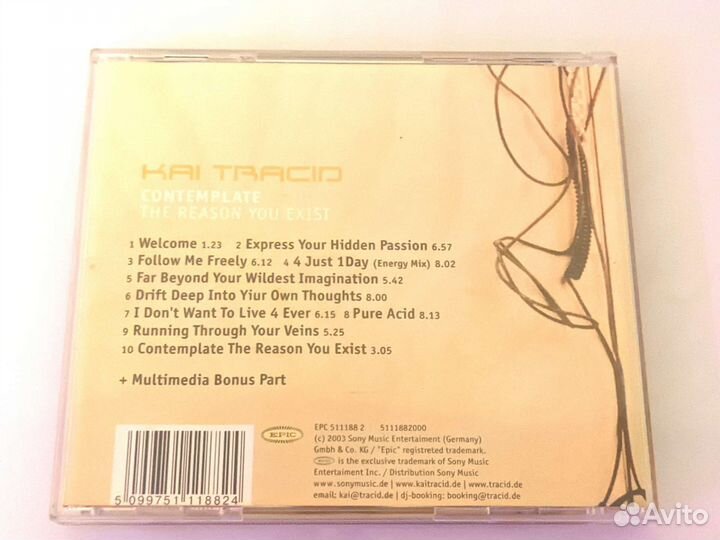 KAI TRACID
CONTEMPLATE
THE REASON YOU EXIST
1 Welcome 1.23 2 Express Your Hidden Passion 6.57
3 Follow Me Freely 6.12 4 4 Just 1Day (Energy Mix) 8.02
5 Far Beyond Your Wildest Imagination 5.42
6 Drift Deep Into Yiur Own Thoughts 8.00
7 I Don't Want To Live 4 Ever 6.15 8 Pure Acid 8.13
9 Running Through Your Veins 5.25
10 Contemplate The Reason You Exist 3.05
+ Multimedia Bonus Part
5 099751 118824
EPIC
EPC 511188 2 5111882000
(c) 2003 Sony Music Entertaiment (Germany)
Gmbh & Co. KG / "Epic" registreted trademark.
is the exclusive trademark of Sony Music
Entertaiment Inc. / Distribution Sony Music
www.sonymusic.de | www.kaitracid.de | www.tracid.de
email: kai@tracid.de | dj-booking: booking@tracid.de
Avito